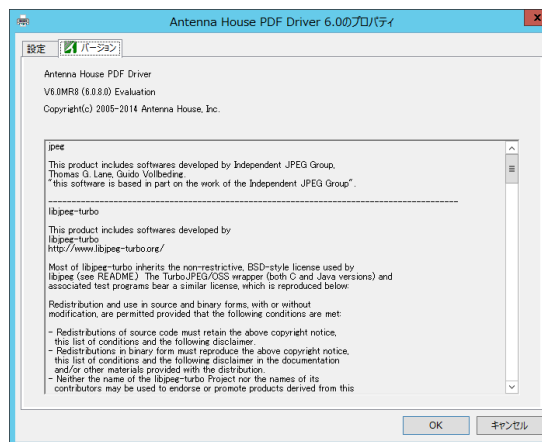 Antenna House PDF Driver 6.0のプロパティ
x
設定
バージョン
Antenna House PDF Driver
V6.0MR8 (6.0.8.0) Evaluation
Copyright(c) 2005-2014 Antenna House, Inc.
jpeg
This product includes softwares developed by Independent JPEG Group,
Thomas G. Lane, Guido Vollbeding.
"this software is based in part on the work of the Independent JPEG Group".
--------------------------------------------------------------------------------
libjpeg-turbo
This product includes softwares developed by
libjpeg-turbo
http://www.libjpeg-turbo.org/
Most of libjpeg-turbo inherits the non-restrictive, BSD-style license used by
libjpeg (see README.) The TurboJPEG/OSS wrapper (both C and Java versions) and
associated test programs bear a similar license, which is reproduced below:
Redistribution and use in source and binary forms, with or without
modification, are permitted provided that the following conditions are met:
- Redistributions of source code must retain the above copyright notice,
this list of conditions and the following disclaimer.
- Redistributions in binary form must reproduce the above copyright notice,
this list of conditions and the following disclaimer in the documentation
and/or other materials provided with the distribution.
- Neither the name of the libjpeg-turbo Project nor the names of its
contributors may be used to endorse or promote products derived from this
OK
キャンセル